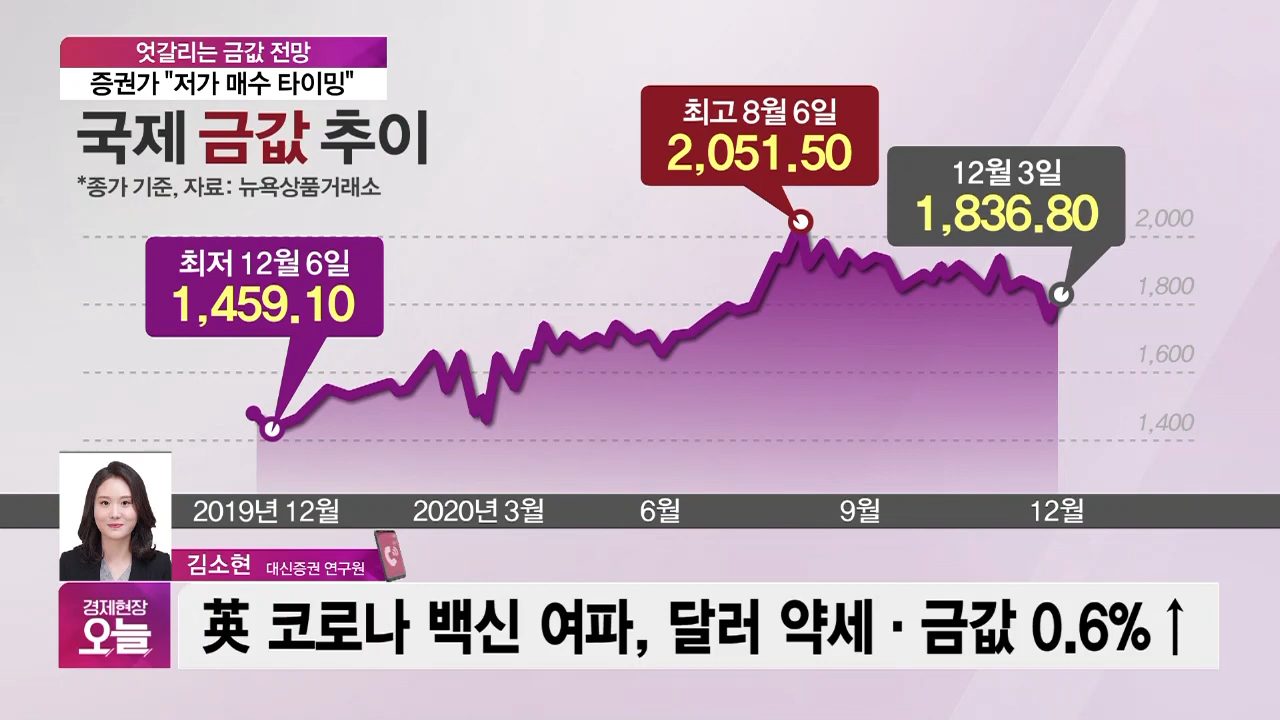 엇갈리는 금값 전망
증권가 "저가 매수 타이밍"
국제 금값 추이
*종가 기준, 자료: 뉴욕상품거래소
최고 8월 6일
2,051.50
12월 3일
1,836.80
최저 12월 6일
1,459.10
2,000
1,800
1,600
1,400
2019년 12월 2020년 3월 6월 9월 12월
김소현 대신증권 연구원
경제현장
오늘
英 코로나 백신 여파, 달러 약세·금값 0.6%↑